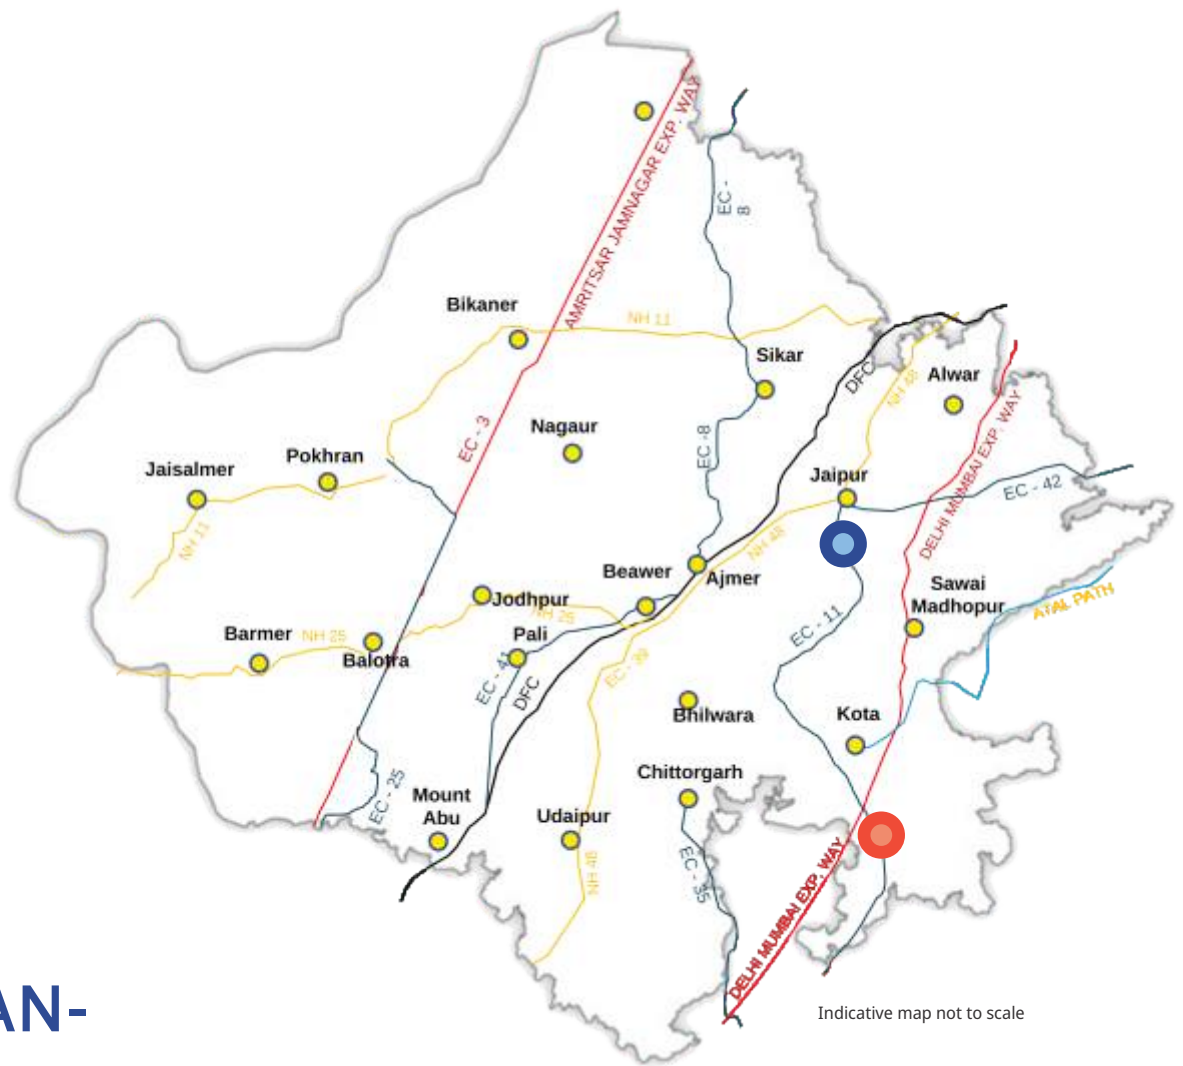 AMRITSAR JAMNAGAR EXP. WAY
EC -
8
Bikaner
NH 11
Sikar
DFC
NH 48
Alwar
EC - 3
Nagaur
EC -8
DELHI MUMBAI EXP. WAY
Jaisalmer
Pokhran
Jaipur
EC - 42
NH 11
NH 48
Beawer
Ajmer
Sawai
Madhopur
ATAL PATH
Jodhpur
NH 25
Barmer
NH 25
Balotra
Pali
EC - 11
EC - 41
DFC
EC - 39
Bhilwara
Kota
Chittorgarh
EC - 25
Mount
Abu
Udaipur
NH 48
EC - 35
DELHI MUMBAI EXP. WAY
AN-
Indicative map not to scale